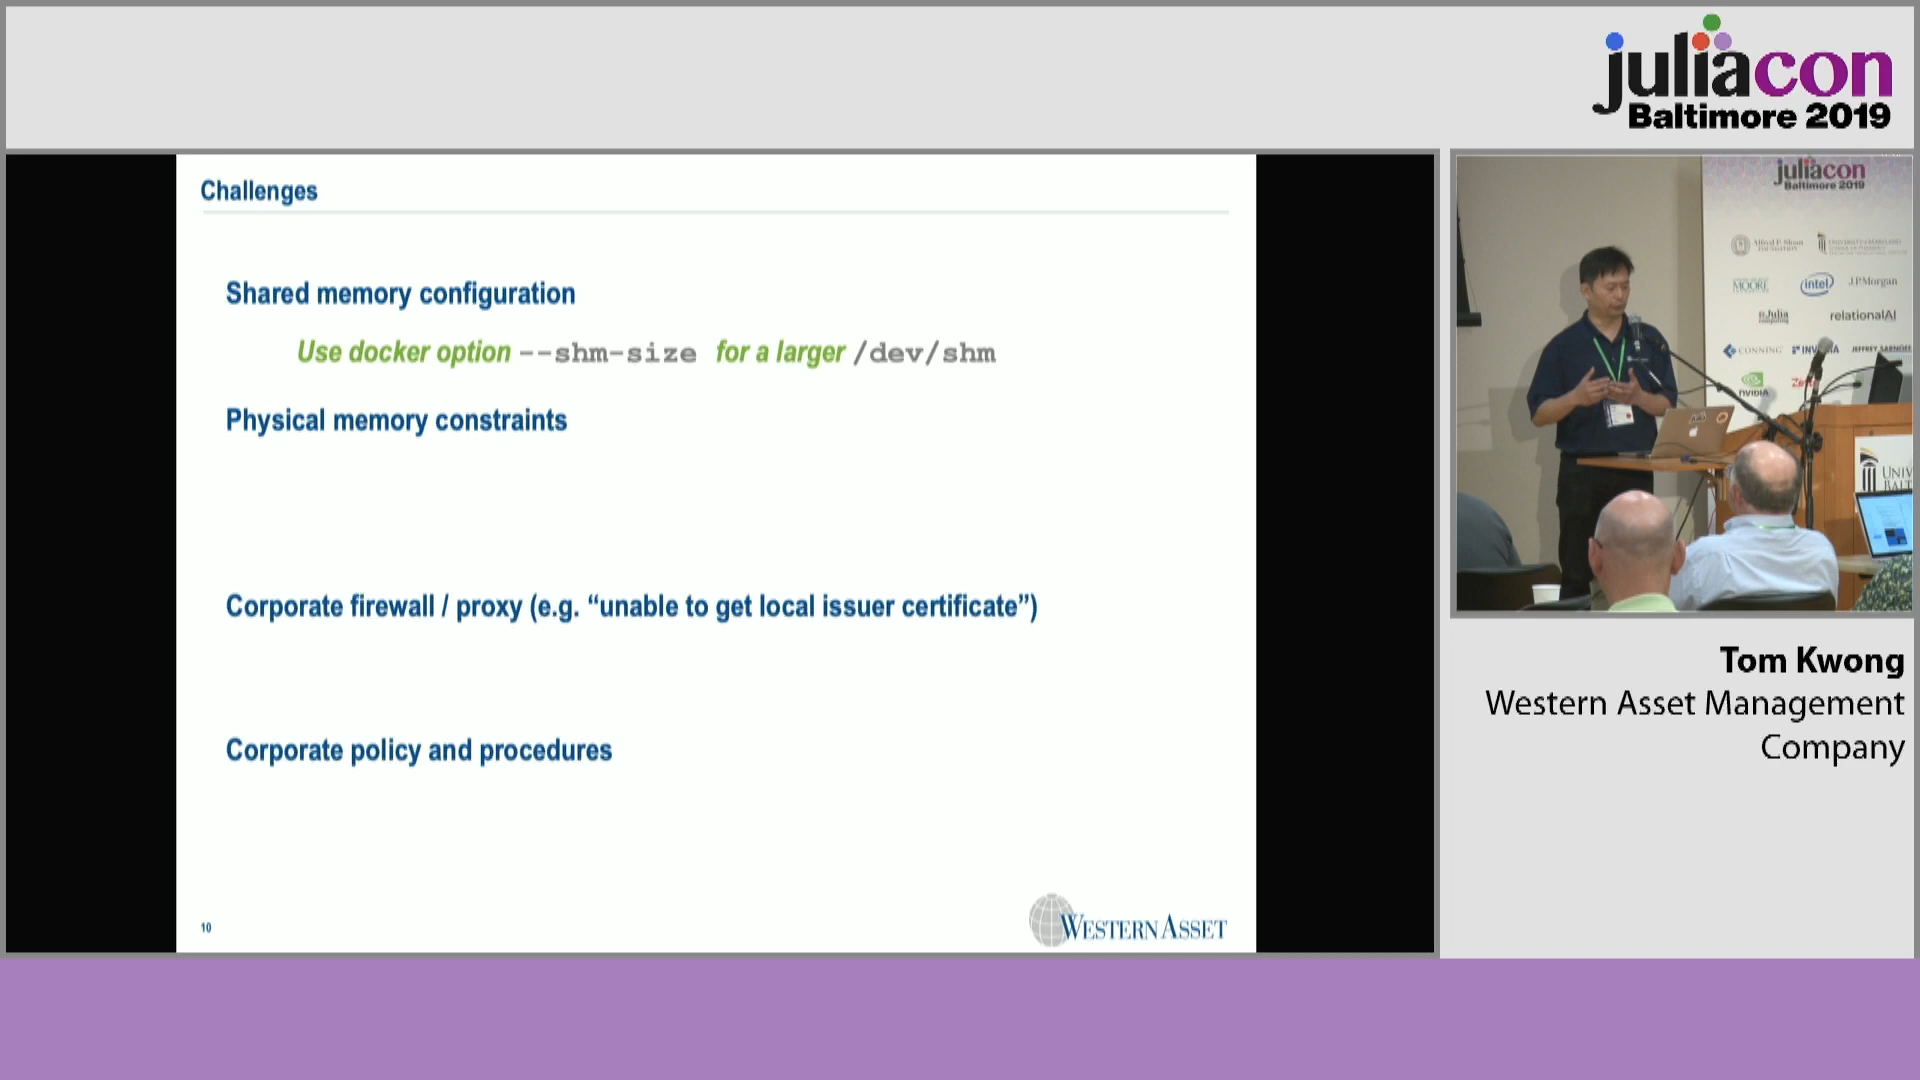 juliacon
Baltimore 2019
Challenges
Shared memory configuration
Use docker option --shm-size for a larger /dev/shm
Physical memory constraints
Corporate firewall / proxy (e.g. “unable to get local issuer certificate”)
Corporate policy and procedures
10
WESTERN ASSET
juliacon
Baltimore 2019
MOORE
intel
J.P.Morgan
relationalAI
CONNING
NVIDIA
Tom Kwong
Western Asset Management
Company